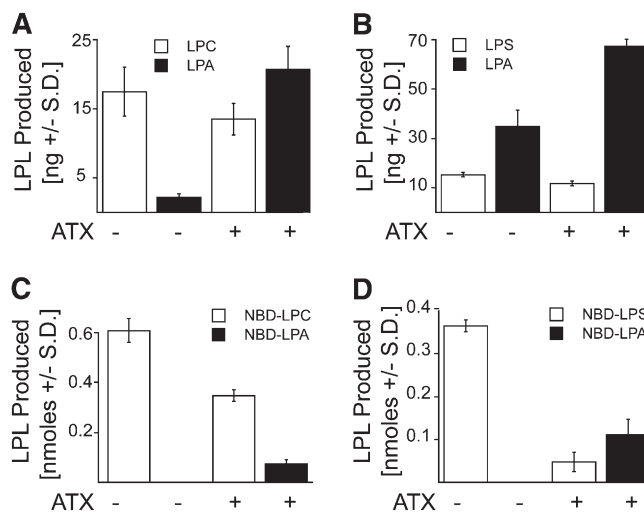 A
LPL Produced
[ng +/- S.D.]
25
15
5
LPC
LPA
ATX - - + +
B
LPL Produced
[ng +/- S.D.]
70
50
30
10
LPS
LPA
- - + +
C
LPL Produced
[nmoles +/- S.D.]
0.6
0.4
0.2
NBD-LPC
NBD-LPA
ATX - - + +
D
LPL Produced
[nmoles +/- S.D.]
0.4
0.3
0.2
0.1
NBD-LPS
NBD-LPA
ATX - - + +